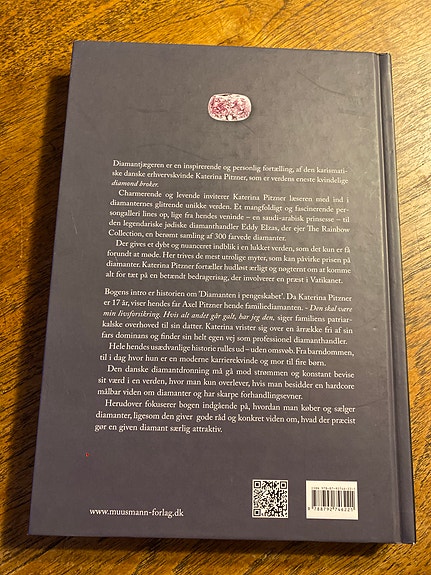 Diamantjægeren er en inspirerende og personlig fortælling, af den karismati-
ske danske erhvervskvinde Katerina Pitzner, som er verdens eneste kvindelige
diamond broker.
Charmerende og levende inviterer Katerina Pitzner læseren med ind i
diamanternes glitrende unikke verden. Et mangfoldigt og fascinerende per-
songalleri lines op, lige fra hendes veninde – en saudi-arabisk prinsesse – til
den legendariske jødiske diamanthandler Eddy Elzas, der ejer The Rainbow
Collection, en berømt samling af 300 farvede diamanter.
Der gives et dybt og nuanceret indblik i en lukket verden, som det kun er få
forundt at møde. Her trives de mest utrolige myter, som kan påvirke prisen på
diamanter. Katerina Pitzner fortæller hudløst ærligt og nøgternt om at komme
alt for tæt på en betændt bedragerisag, der involverer en præst i Vatikanet.
Bogens intro er historien om 'Diamanten i pengeskabet'. Da Katerina Pitzner
er 17 år, viser hendes far Axel Pitzner hende familiediamanten. - Den skal være
min livsforsikring. Hvis alt andet går galt, har jeg den, siger familiens patriar-
kalske overhoved til sin datter. Katerina vrister sig over en årrække fri af sin
fars dominans og finder sin helt egen vej som professionel diamanthandler.
Hele hendes usædvanlige historie rulles ud – uden omsvøb. Fra barndommen,
til i dag hvor hun er en moderne karrierekvinde og mor til fire børn.
Den danske diamantdronning må gå mod strømmen og konstant bevise
sit værd i en verden, hvor man kun overlever, hvis man besidder en hardcore
målbar viden om diamanter og har skarpe forhandlingsevner.
Herudover fokuserer bogen indgående på, hvordan man køber og sælger
diamanter, ligesom den giver gode råd og konkret viden om, hvad der præcist
gør en given diamant særlig attraktiv.
www.muusmann-forlag.dk